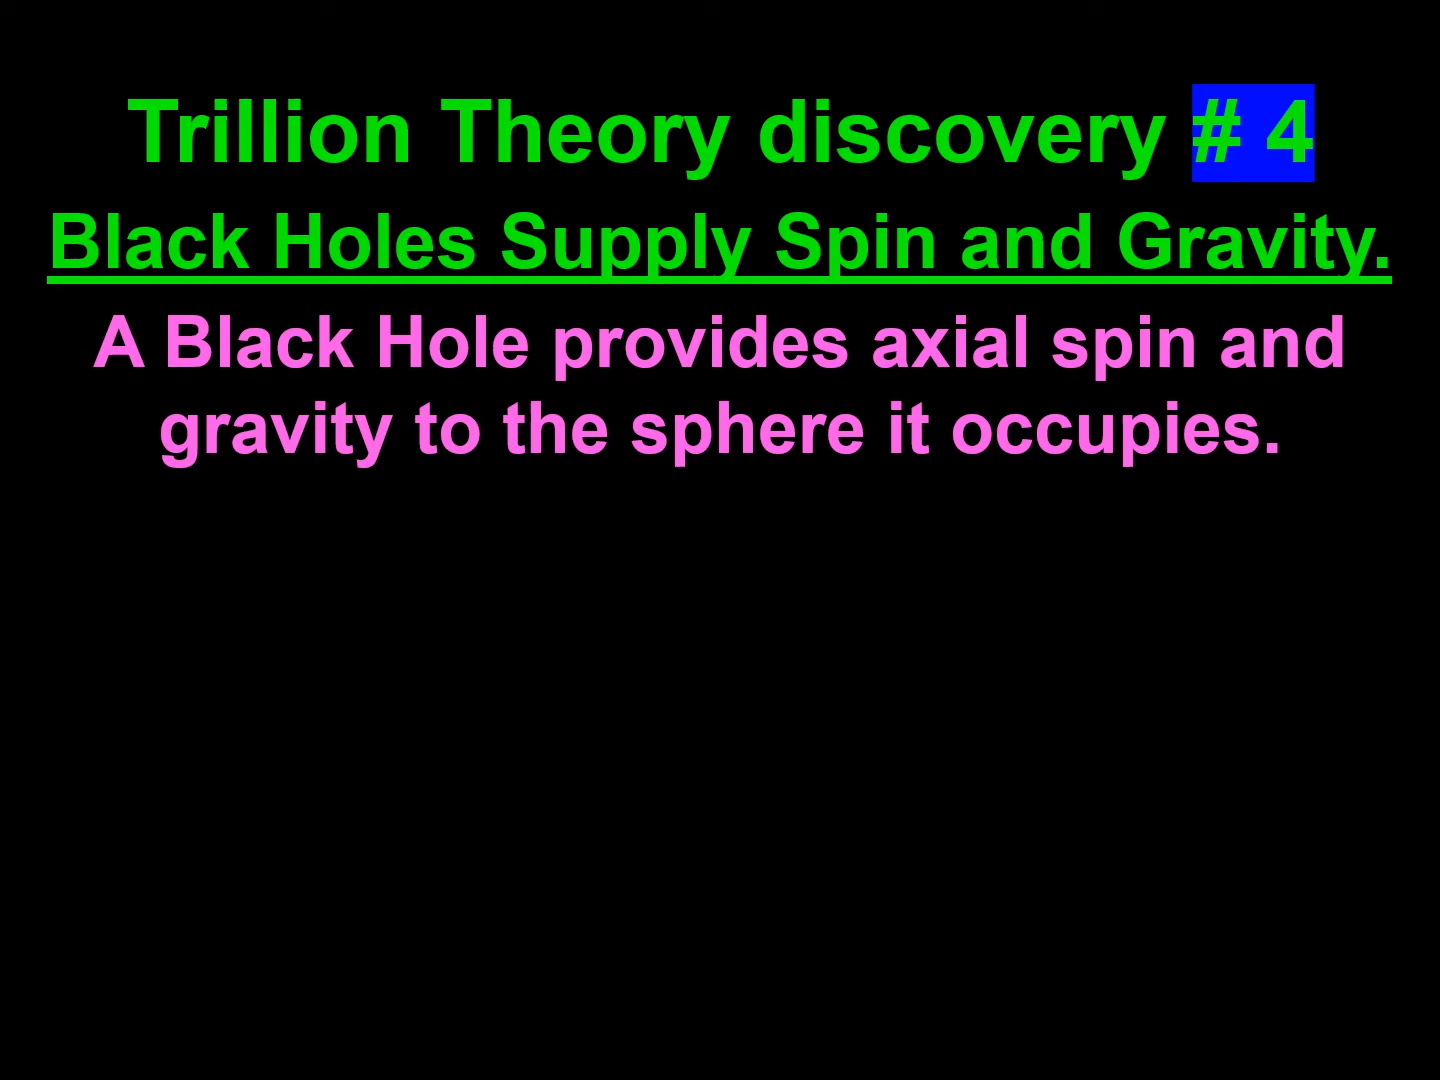 Trillion Theory discovery # 4
Black Holes Supply Spin and Gravity.
A Black Hole provides axial spin and
gravity to the sphere it occupies.